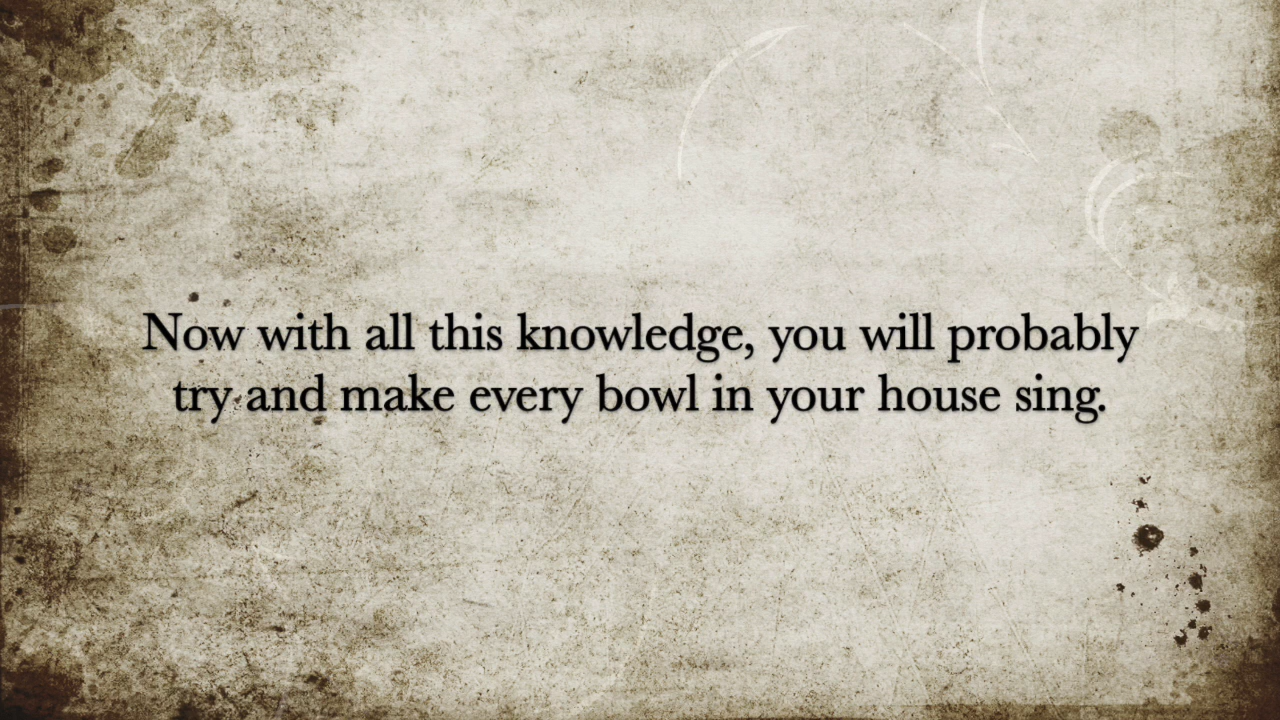 Now with all this knowledge, you will probably
try and make every bowl in your house sing.